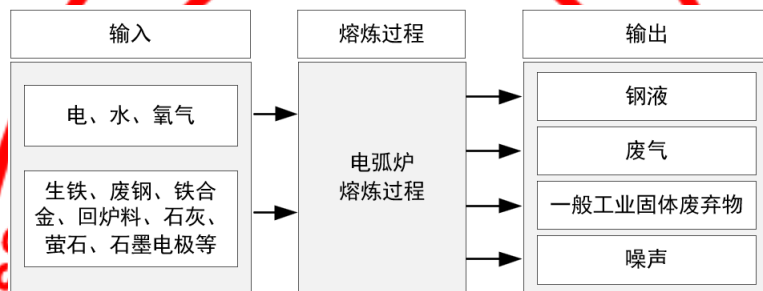 输入
熔炼过程
输出
电、水、氧气
生铁、废钢、铁合
金、回炉料、石灰、
萤石、石墨电极等
电弧炉
熔炼过程
钢液
废气
一般工业固体废弃物
噪声